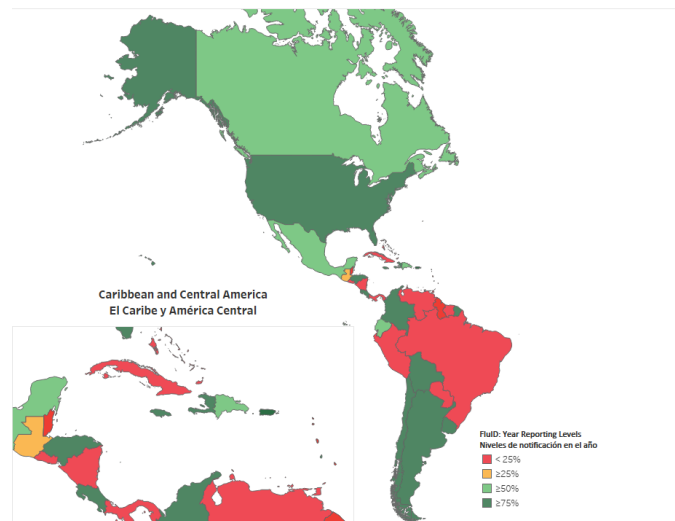 Caribbean and Central America
El Caribe y América Central
FluID: Year Reporting Levels
Niveles de notificación en el año
< 25%
≥25%
≥50%
≥75%